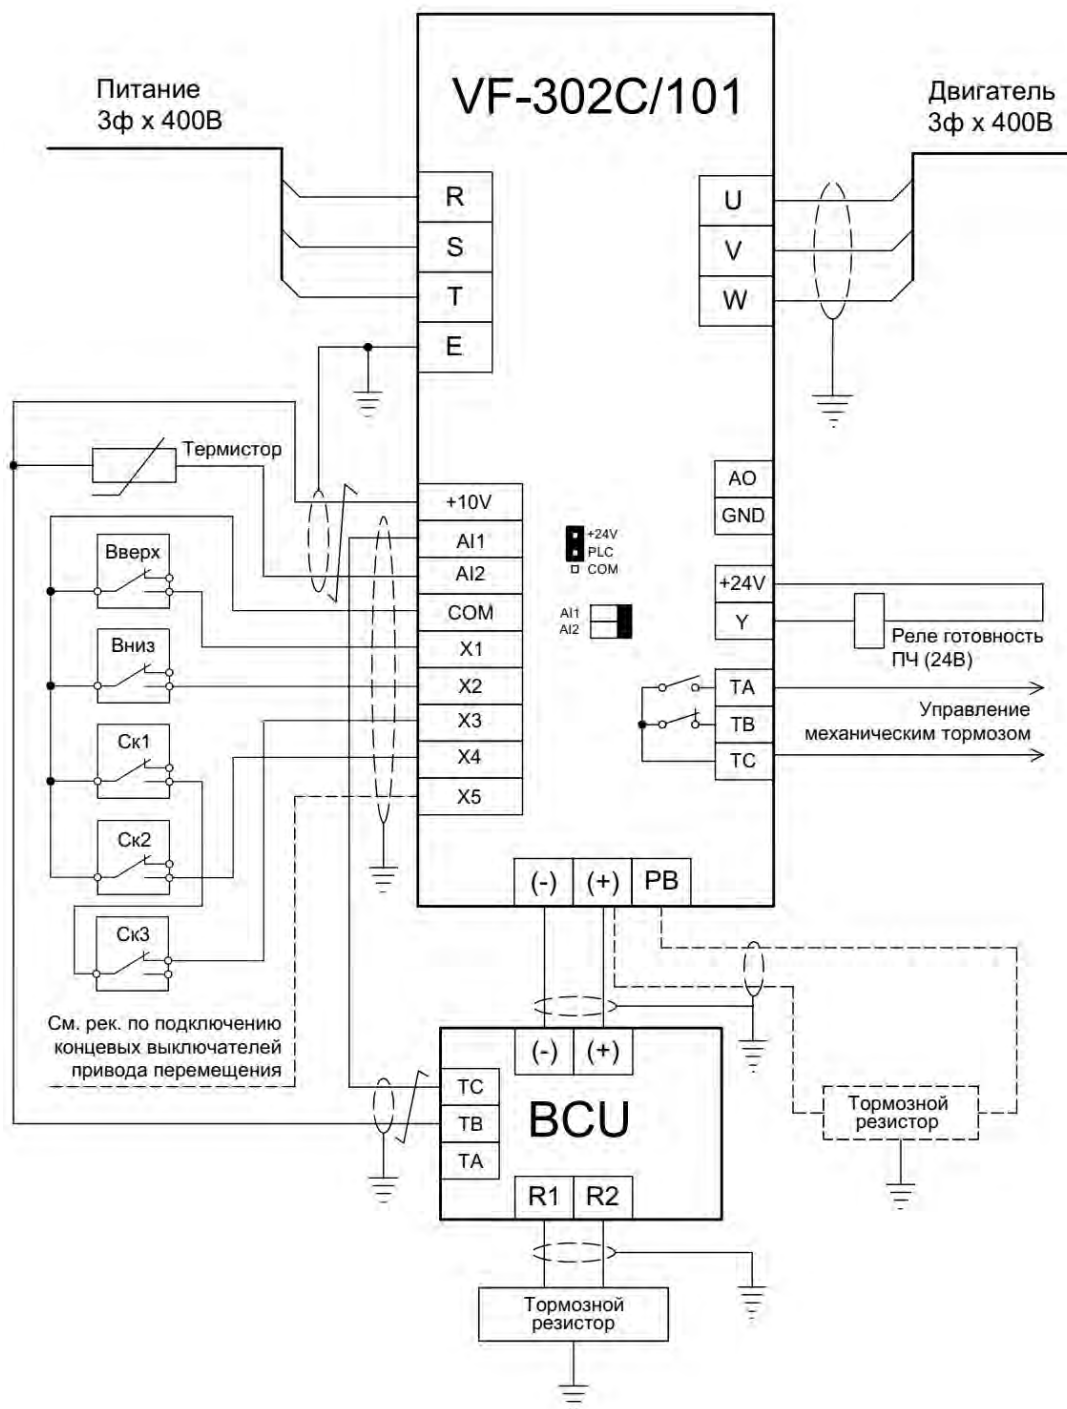 VF-302C/101
Питание
3ф x 400В
Двигатель
3ф x 400В
R
S
T
E
U
V
W
Термистор
+10V
AI1
AI2
COM
X1
X2
X3
X4
X5
+24V
PLC
COM
AI1
AI2
AO
GND
+24V
Y
Реле готовность
ПЧ (24В)
TA
TB
TC
Управление
механическим тормозом
Вверх
Вниз
Ск1
Ск2
Ск3
См. рек. по подключению
концевых выключателей
привода перемещения
(-)
(+)
PB
(-)
(+)
BCU
TC
TB
TA
R1
R2
Тормозной
резистор
Тормозной
резистор